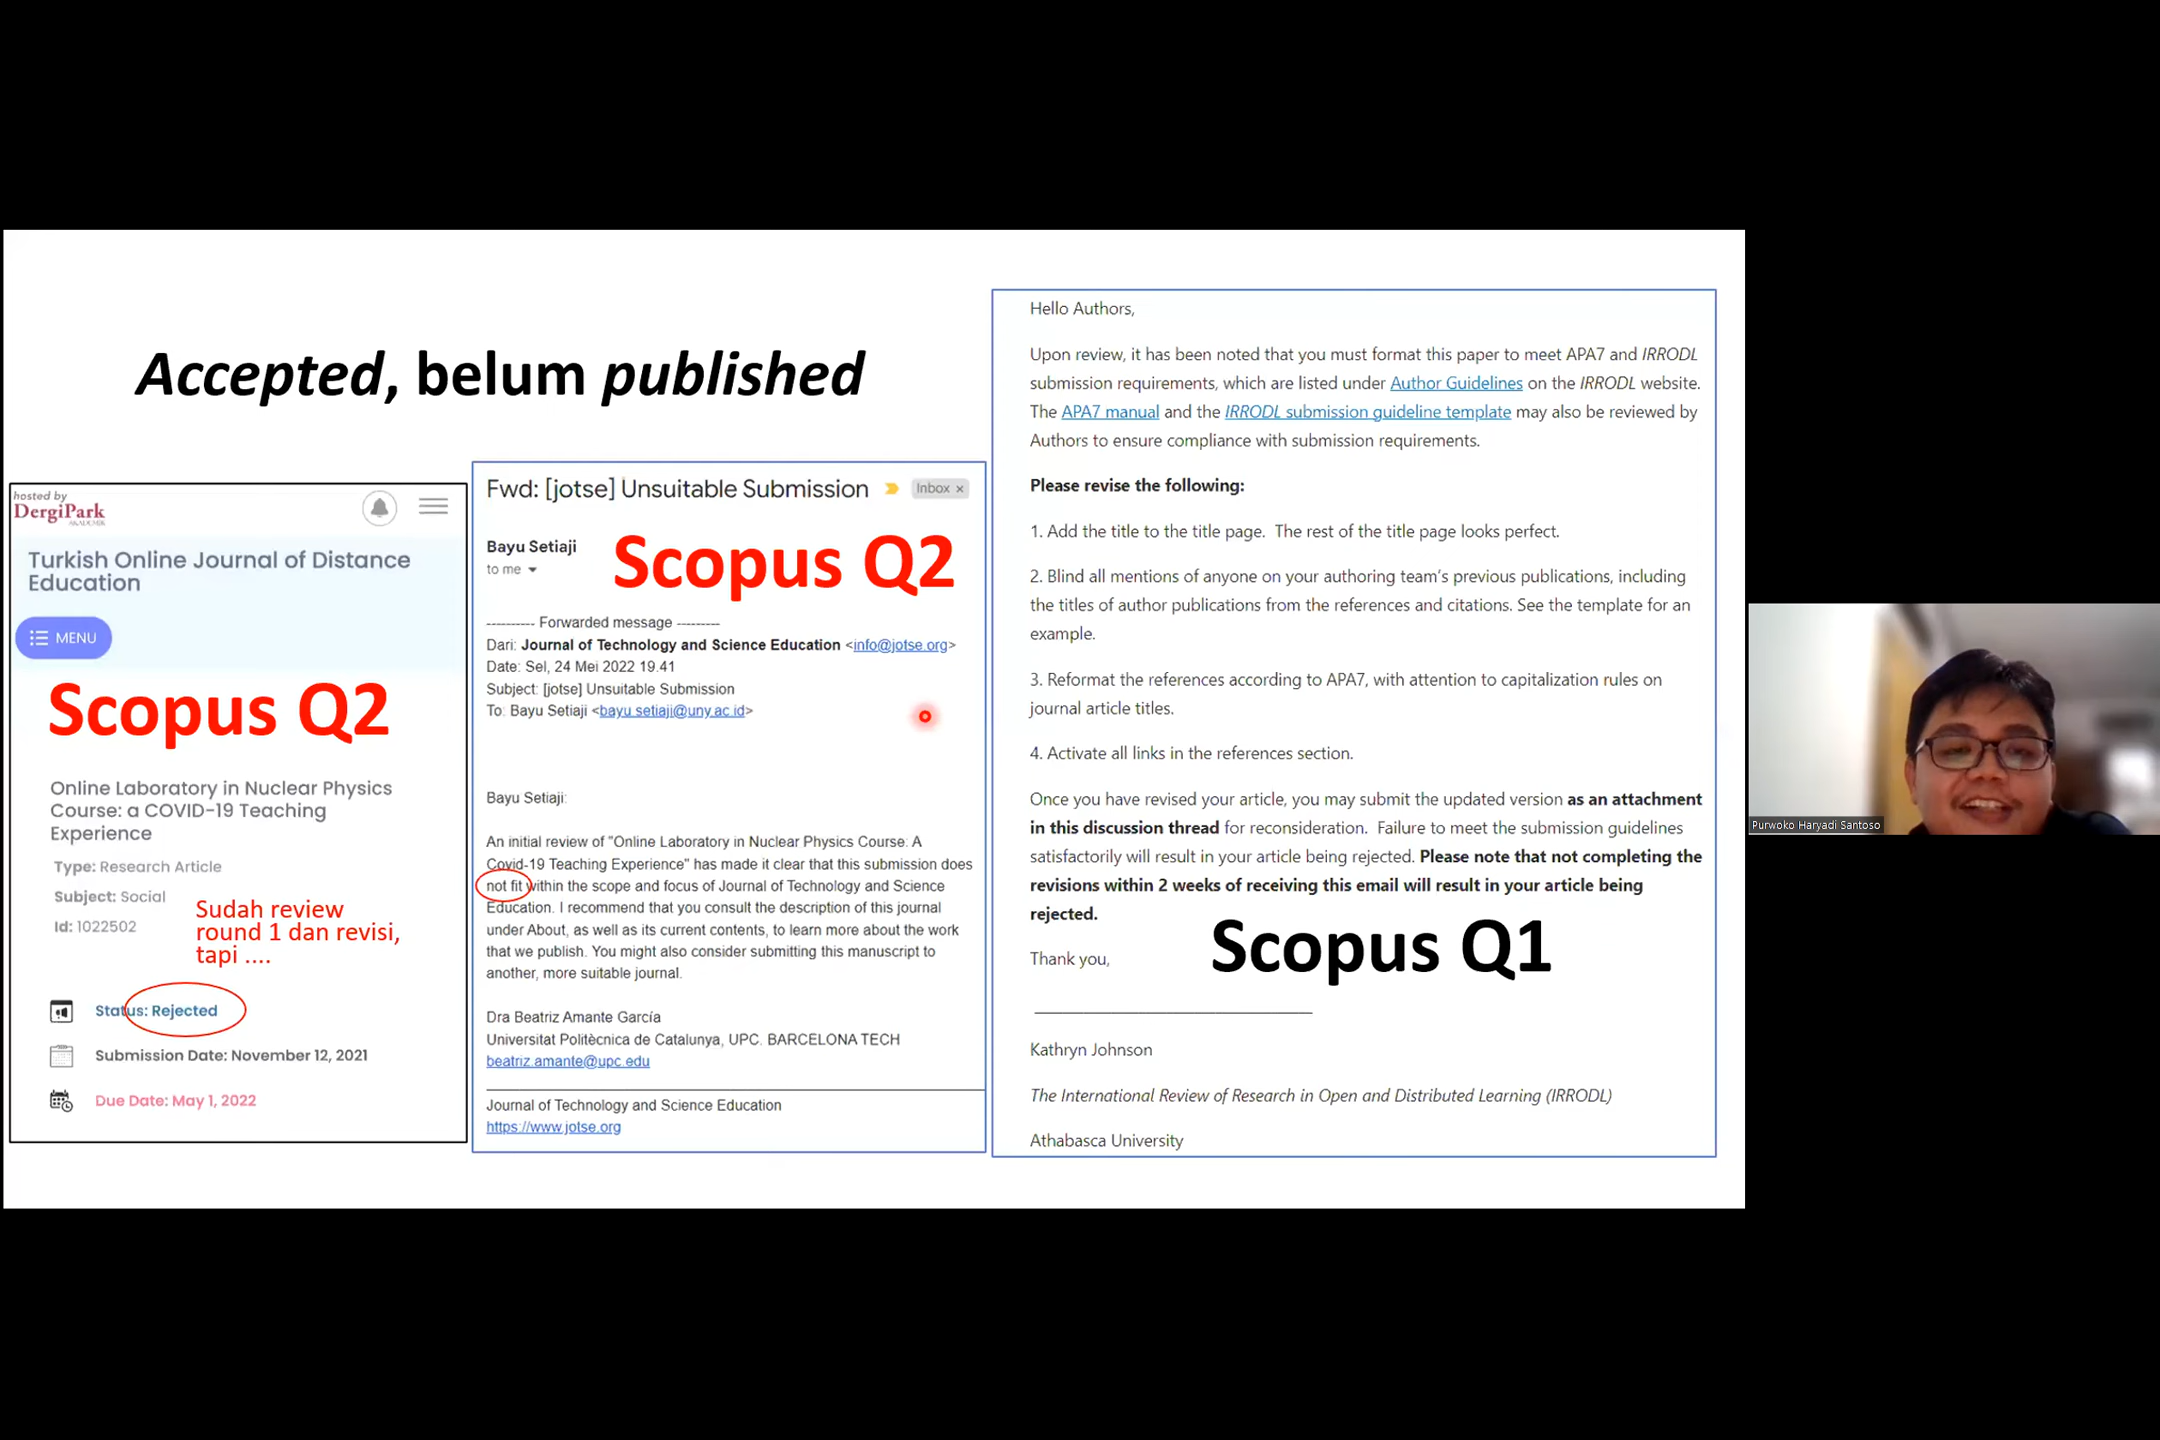 Accepted, belum published
hosted by
DergiPark
AKADEMİK
Turkish Online Journal of Distance
Education
MENU
Scopus Q2
Online Laboratory in Nuclear Physics
Course: a COVID-19 Teaching
Experience
Type: Research Article
Subject: Social
Id: 1022502
Sudah review
round 1 dan revisi,
tapi ....
Status: Rejected
Submission Date: November 12, 2021
Due Date: May 1, 2022
Fwd: [jotse] Unsuitable Submission
Inbox ×
Bayu Setiaji
to me
Scopus Q2
---------- Forwarded message ---------
Dari: Journal of Technology and Science Education <info@jotse.org>
Date: Sel, 24 Mei 2022 19.41
Subject: [jotse] Unsuitable Submission
To: Bayu Setiaji <bayu.setiaji@uny.ac.id>
Bayu Setiaji:
An initial review of "Online Laboratory in Nuclear Physics Course: A
Covid-19 Teaching Experience" has made it clear that this submission does
not fit within the scope and focus of Journal of Technology and Science
Education. I recommend that you consult the description of this journal
under About, as well as its current contents, to learn more about the work
that we publish. You might also consider submitting this manuscript to
another, more suitable journal.
Dra Beatriz Amante García
Universitat Politècnica de Catalunya, UPC. BARCELONA TECH
beatriz.amante@upc.edu
Journal of Technology and Science Education
https://www.jotse.org
Hello Authors,
Upon review, it has been noted that you must format this paper to meet APA7 and IRRODL
submission requirements, which are listed under Author Guidelines on the IRRODL website.
The APA7 manual and the IRRODL submission guideline template may also be reviewed by
Authors to ensure compliance with submission requirements.
Please revise the following:
1. Add the title to the title page.  The rest of the title page looks perfect.
2. Blind all mentions of anyone on your authoring team's previous publications, including
the titles of author publications from the references and citations. See the template for an
example.
3. Reformat the references according to APA7, with attention to capitalization rules on
journal article titles.
4. Activate all links in the references section.
Once you have revised your article, you may submit the updated version as an attachment
in this discussion thread for reconsideration.  Failure to meet the submission guidelines
satisfactorily will result in your article being rejected. Please note that not completing the
revisions within 2 weeks of receiving this email will result in your article being
rejected.
Scopus Q1
Thank you,
Kathryn Johnson
The International Review of Research in Open and Distributed Learning (IRRODL)
Athabasca University
Purwoko Haryadi Santoso